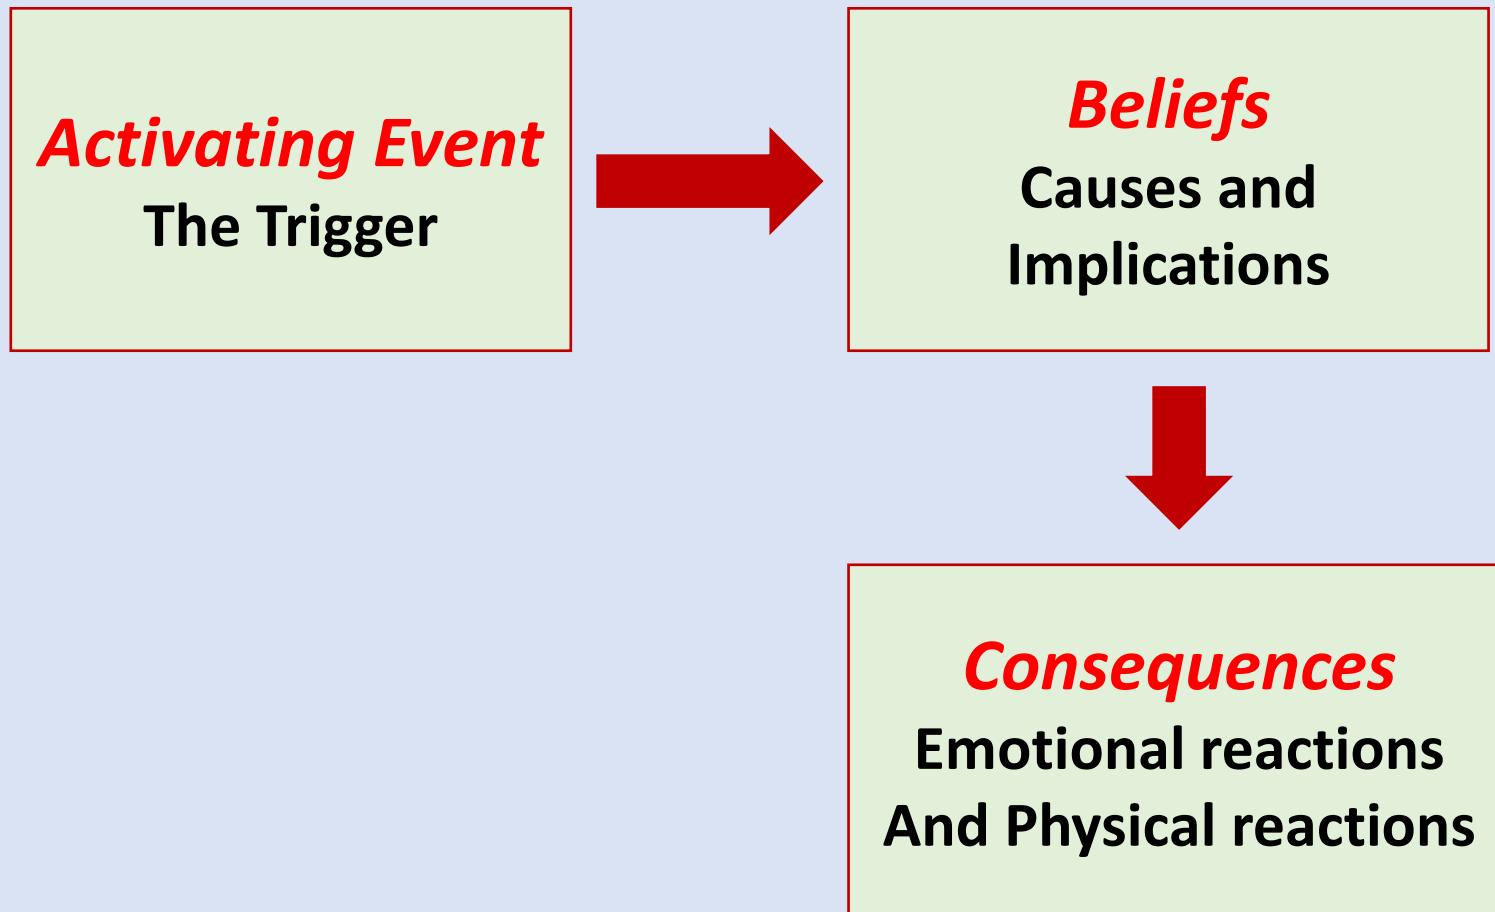 Activating Event
The Trigger
Beliefs
Causes and
Implications
Consequences
Emotional reactions
And Physical reactions